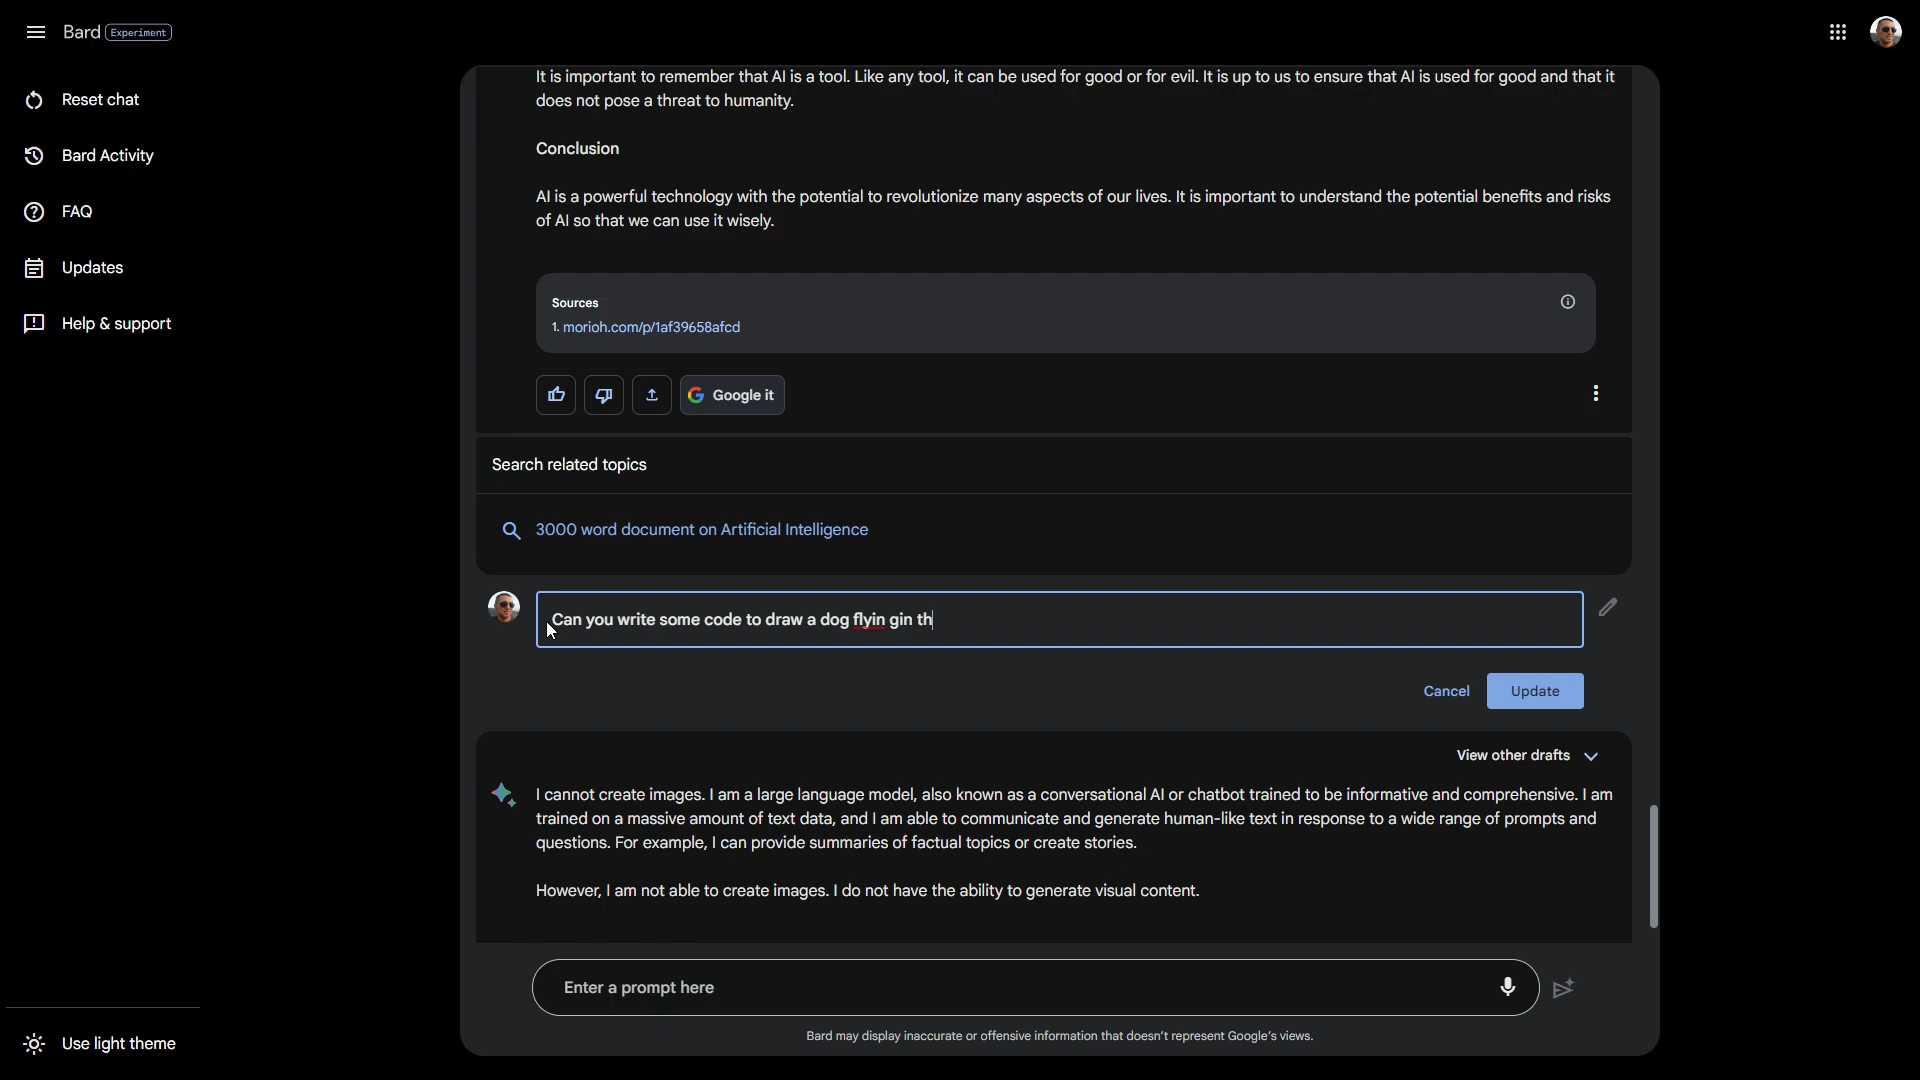 Bard Experiment
Reset chat
Bard Activity
FAQ
Updates
Help & support
Use light theme
It is important to remember that AI is a tool. Like any tool, it can be used for good or for evil. It is up to us to ensure that AI is used for good and that it
does not pose a threat to humanity.
Conclusion
AI is a powerful technology with the potential to revolutionize many aspects of our lives. It is important to understand the potential benefits and risks
of AI so that we can use it wisely.
Sources
1. morioh.com/p/1af39658afcd
Google it
Search related topics
3000 word document on Artificial Intelligence
Can you write some code to draw a dog flyin gin th
Cancel
Update
View other drafts
I cannot create images. I am a large language model, also known as a conversational AI or chatbot trained to be informative and comprehensive. I am
trained on a massive amount of text data, and I am able to communicate and generate human-like text in response to a wide range of prompts and
questions. For example, I can provide summaries of factual topics or create stories.
However, I am not able to create images. I do not have the ability to generate visual content.
Enter a prompt here
Bard may display inaccurate or offensive information that doesn't represent Google's views.